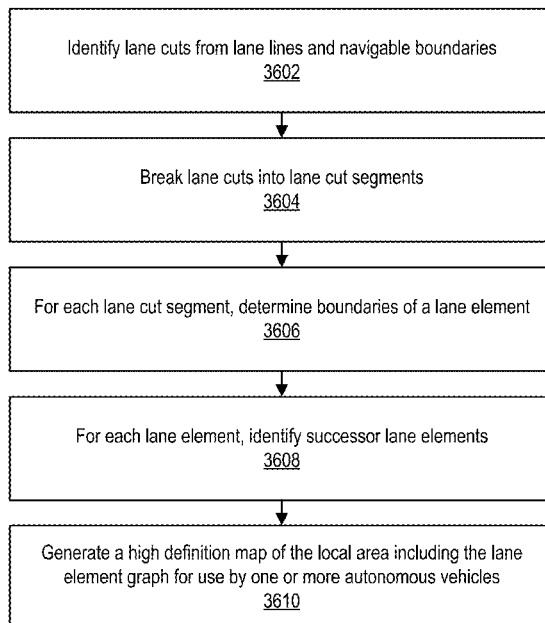 Identify lane cuts from lane lines and navigable boundaries
3602
Break lane cuts into lane cut segments
3604
For each lane cut segment, determine boundaries of a lane element
3606
For each lane element, identify successor lane elements
3608
Generate a high definition map of the local area including the lane
element graph for use by one or more autonomous vehicles
3610